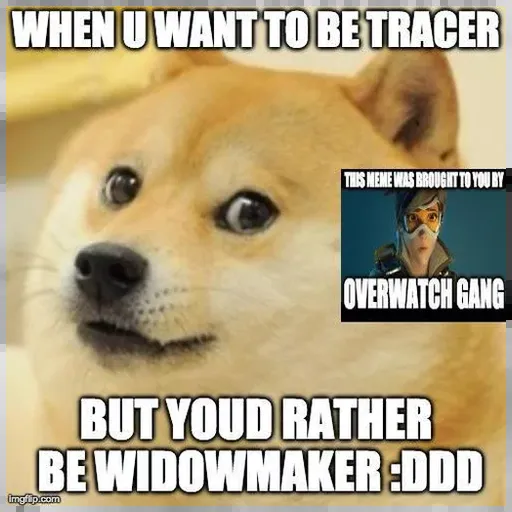 WHEN U WANT TO BE TRACER
THIS MEME WAS BROUGHT TO YOU BY
OVERWATCH GANG
BUT YOUD RATHER
BE WIDOWMAKER :DDD
imgflip.com